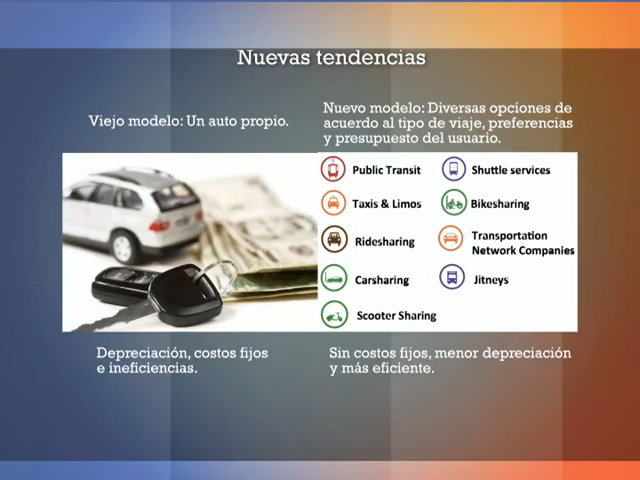 Nuevas tendencias
Viejo modelo: Un auto propio.
Nuevo modelo: Diversas opciones de
acuerdo al tipo de viaje, preferencias
y presupuesto del usuario.
Public Transit
Shuttle services
Taxis & Limos
Bikesharing
Ridesharing
Transportation
Network Companies
Carsharing
Jitneys
Scooter Sharing
Depreciación, costos fijos
e ineficiencias.
Sin costos fijos, menor depreciación
y más eficiente.